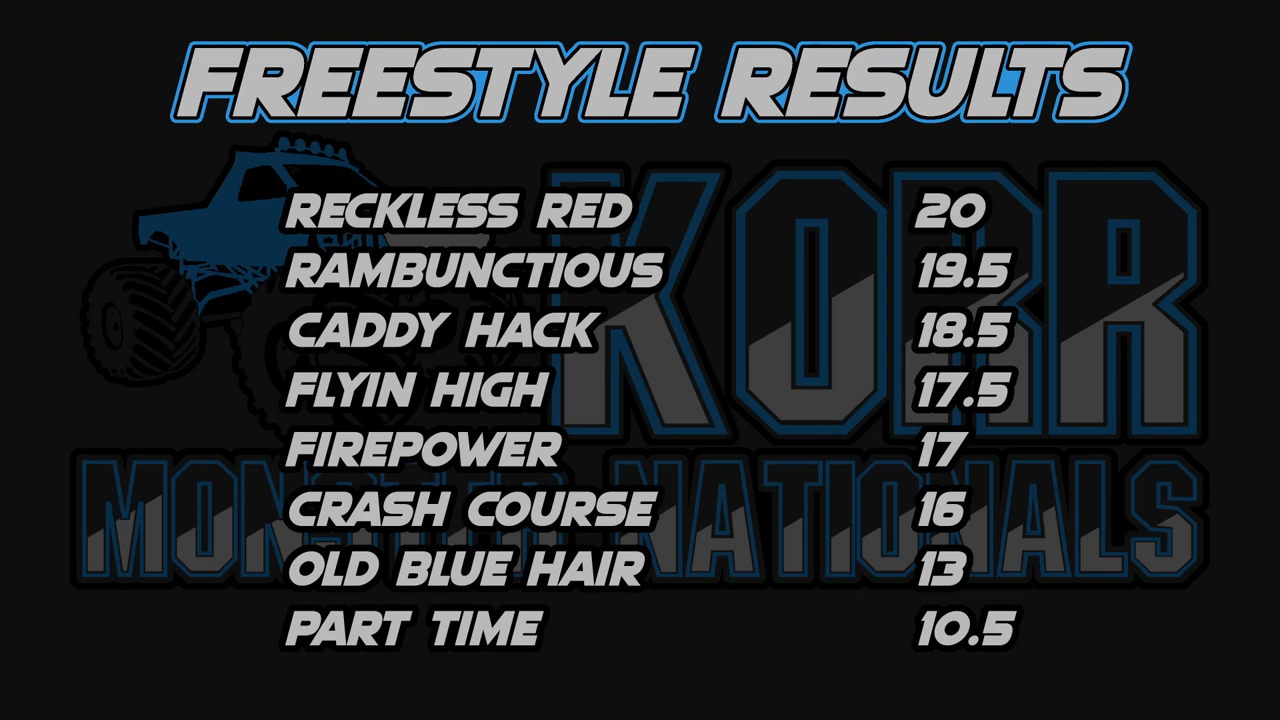 FREESTYLE RESULTS
KORR
MONSTER NATIONALS
RECKLESS RED 20
RAMBUNCTIOUS 19.5
CADDY HACK 18.5
FLYIN HIGH 17.5
FIREPOWER 17
CRASH COURSE 16
OLD BLUE HAIR 13
PART TIME 10.5